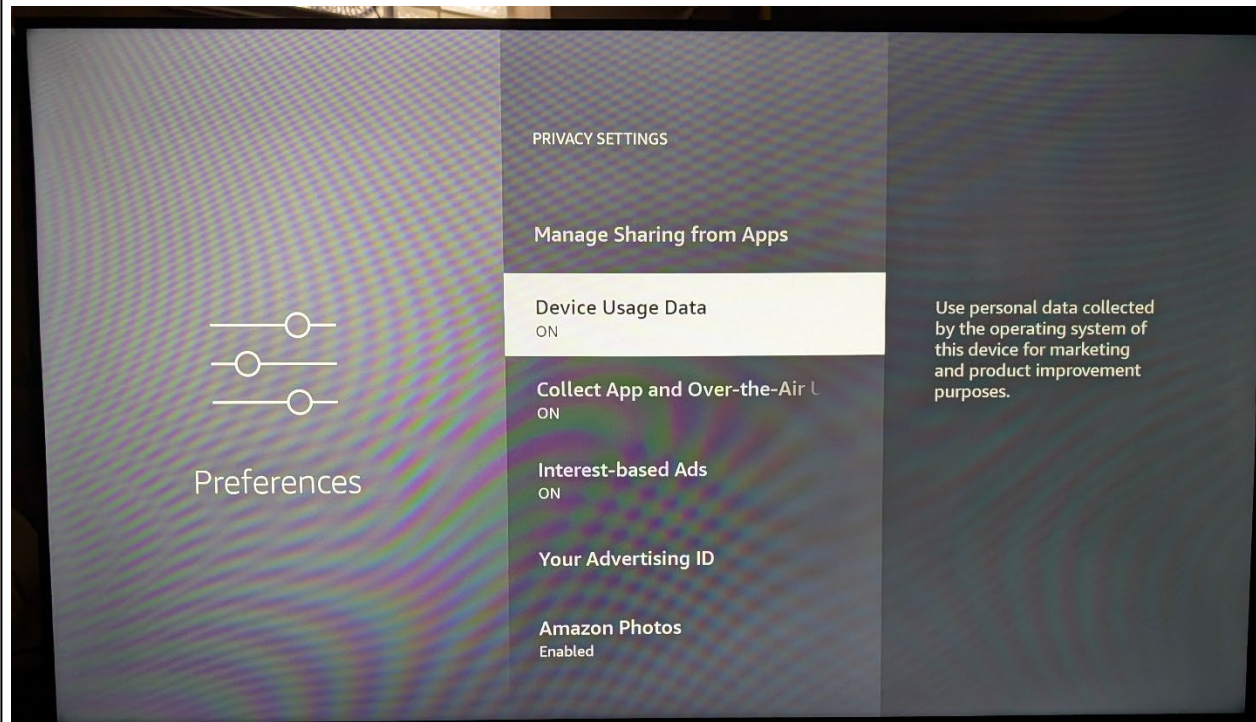 PRIVACY SETTINGS
Manage Sharing from Apps
Device Usage Data
ON
Collect App and Over-the-Air
ON
Interest-based Ads
ON
Your Advertising ID
Amazon Photos
Enabled
Preferences
Use personal data collected
by the operating system of
this device for marketing
and product improvement
purposes.